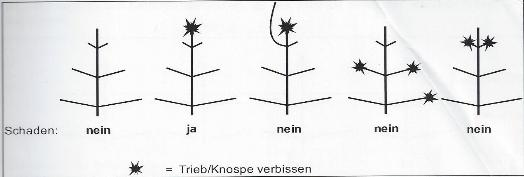 Schaden: nein ja nein nein nein
= Trieb/Knospe verbissen